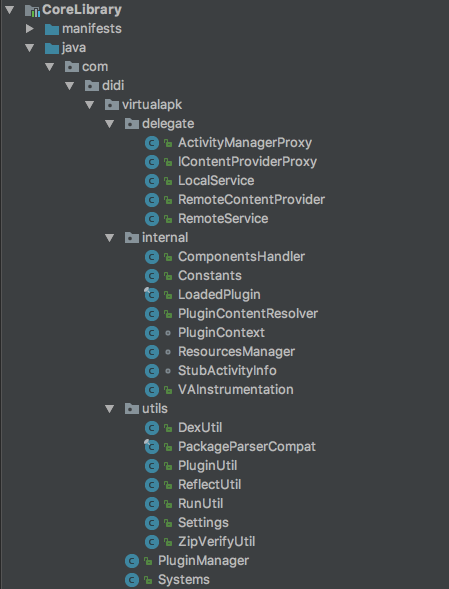 CoreLibrary
manifests
java
com
didi
virtualapk
delegate
ActivityManagerProxy
IContentProviderProxy
LocalService
RemoteContentProvider
RemoteService
internal
ComponentsHandler
Constants
LoadedPlugin
PluginContentResolver
PluginContext
ResourcesManager
StubActivityInfo
VAInstrumentation
utils
DexUtil
PackageParserCompat
PluginUtil
ReflectUtil
RunUtil
Settings
ZipVerifyUtil
PluginManager
Systems